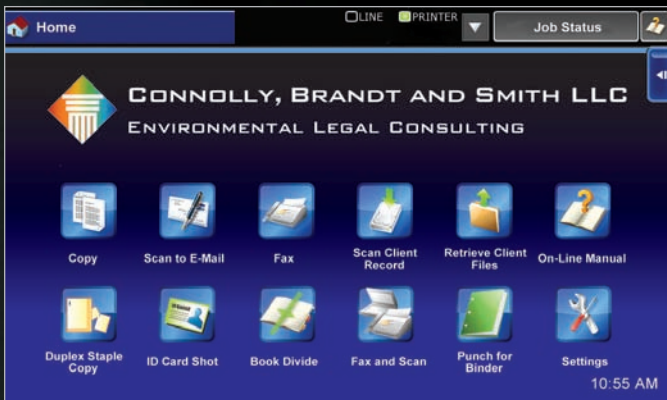 Home
LINE
PRINTER
Job Status
CONNOLLY, BRANDT AND SMITH LLC
ENVIRONMENTAL LEGAL CONSULTING
Copy
Scan to E-Mail
Fax
Scan Client
Record
Retrieve Client
Files
On-Line Manual
Duplex Staple
Copy
ID Card Shot
Book Divide
Fax and Scan
Punch for
Binder
Settings
10:55 AM